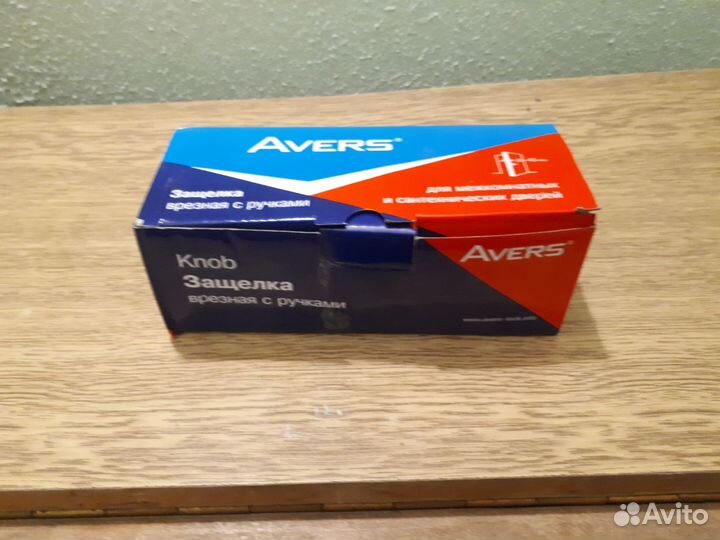 AVERS®
Защелка
врезная с ручками
для межкомнатных
и сантехнических дверей
Knob
Защелка
врезная с ручками
AVERS®
Avito